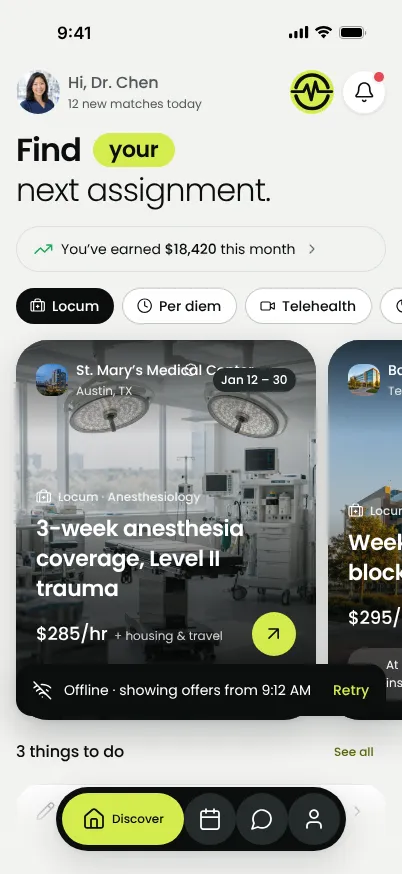 9:41
Hi, Dr. Chen
12 new matches today
Find your
next assignment.
You've earned $18,420 this month
Locum
Per diem
Telehealth
St. Mary's Medical Center
Austin, TX
Jan 12 – 30
Locum · Anesthesiology
3-week anesthesia
coverage, Level II
trauma
$285/hr + housing & travel
Locum
Week
block
$295/
At
Offline · showing offers from 9:12 AM
Retry
3 things to do
See all
Discover